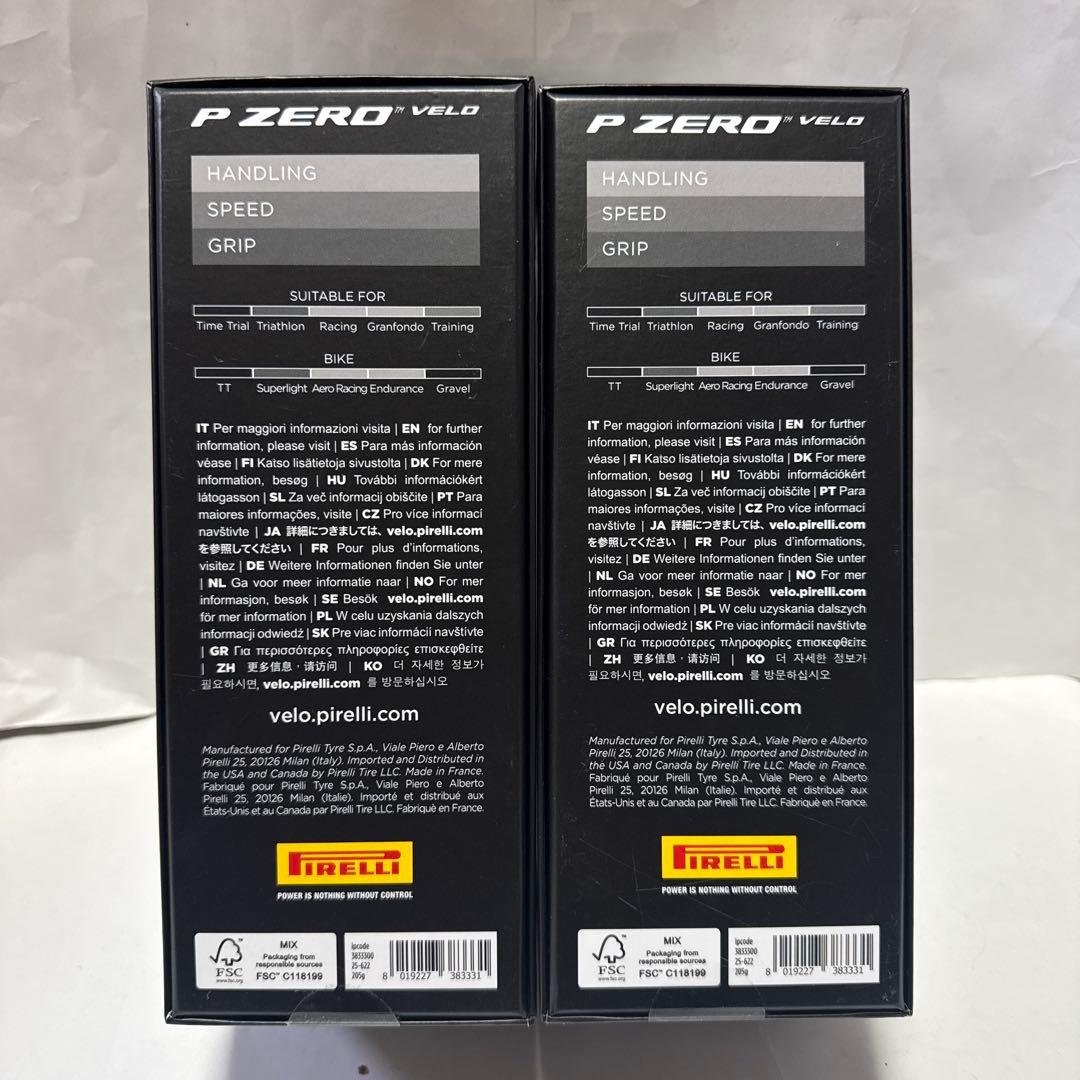 P ZERO™ VELO
HANDLING
SPEED
GRIP
SUITABLE FOR
Time Trial Triathlon Racing Granfondo Training
BIKE
TT Superlight Aero Racing Endurance Gravel
IT Per maggiori informazioni visita | EN for further
information, please visit | ES Para más información
véase | FI Katso lisätietoja sivustolta | DK For mere
information, besøg | HU További információkért
látogasson | SL Za več informacij obiščite | PT Para
maiores informações, visite | CZ Pro více informací
navštivte | JA 詳細につきましては、velo.pirelli.com
を参照してください | FR Pour plus d'informations,
visitez | DE Weitere Informationen finden Sie unter
| NL Ga voor meer informatie naar | NO For mer
informasjon, besøk | SE Besök velo.pirelli.com
för mer information | PL W celu uzyskania dalszych
informacji odwiedź | SK Pre viac informácií navštívte
| GR Για περισσότερες πληροφορίες επισκεφθείτε
| ZH 更多信息 · 请访问 | KO 더 자세한 정보가
필요하시면, velo.pirelli.com 를 방문하십시오
velo.pirelli.com
Manufactured for Pirelli Tyre S.p.A., Viale Piero e Alberto
Pirelli 25, 20126 Milan (Italy). Imported and Distributed in
the USA and Canada by Pirelli Tire LLC. Made in France.
Fabriqué pour Pirelli Tyre S.p.A., Viale Piero e Alberto
Pirelli 25, 20126 Milan (Italie). Importé et distribué aux
États-Unis et au Canada par Pirelli Tire LLC. Fabriqué en France.
PIRELLI
POWER IS NOTHING WITHOUT CONTROL
FSC
www.fsc.org
MIX
Packaging from
responsible sources
FSC™ C118199
ipcode
3833300
25-622
205g
8 019227 383331
P ZERO™ VELO
HANDLING
SPEED
GRIP
SUITABLE FOR
Time Trial Triathlon Racing Granfondo Training
BIKE
TT Superlight Aero Racing Endurance Gravel
IT Per maggiori informazioni visita | EN for further
information, please visit | ES Para más información
véase | FI Katso lisätietoja sivustolta | DK For mere
information, besøg | HU További információkért
látogasson | SL Za več informacij obiščite | PT Para
maiores informações, visite | CZ Pro více informací
navštivte | JA 詳細につきましては、velo.pirelli.com
を参照してください | FR Pour plus d'informations,
visitez | DE Weitere Informationen finden Sie unter
| NL Ga voor meer informatie naar | NO For mer
informasjon, besøk | SE Besök velo.pirelli.com
för mer information | PL W celu uzyskania dalszych
informacji odwiedź | SK Pre viac informácií navštívte
| GR Για περισσότερες πληροφορίες επισκεφθείτε
| ZH 更多信息 · 请访问 | KO 더 자세한 정보가
필요하시면, velo.pirelli.com 를 방문하십시오
velo.pirelli.com
Manufactured for Pirelli Tyre S.p.A., Viale Piero e Alberto
Pirelli 25, 20126 Milan (Italy). Imported and Distributed in
the USA and Canada by Pirelli Tire LLC. Made in France.
Fabriqué pour Pirelli Tyre S.p.A., Viale Piero e Alberto
Pirelli 25, 20126 Milan (Italie). Importé et distribué aux
États-Unis et au Canada par Pirelli Tire LLC. Fabriqué en France.
PIRELLI
POWER IS NOTHING WITHOUT CONTROL
FSC
www.fsc.org
MIX
Packaging from
responsible sources
FSC™ C118199
ipcode
3833300
25-622
205g
8 019227 383331